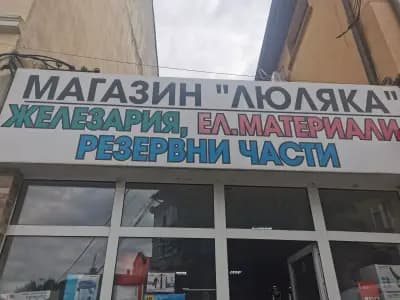 МАГАЗИН "ЛЮЛЯКА"
ЖЕЛЕЗАРИЯ, ЕЛ.МАТЕРИАЛИ
РЕЗЕРВНИ ЧАСТИ